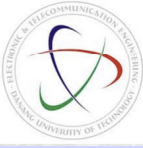 ELECTRONIC & TELECOMMUNICATION ENGINEERING
DANANG UNIVERSITY OF TECHNOLOGY